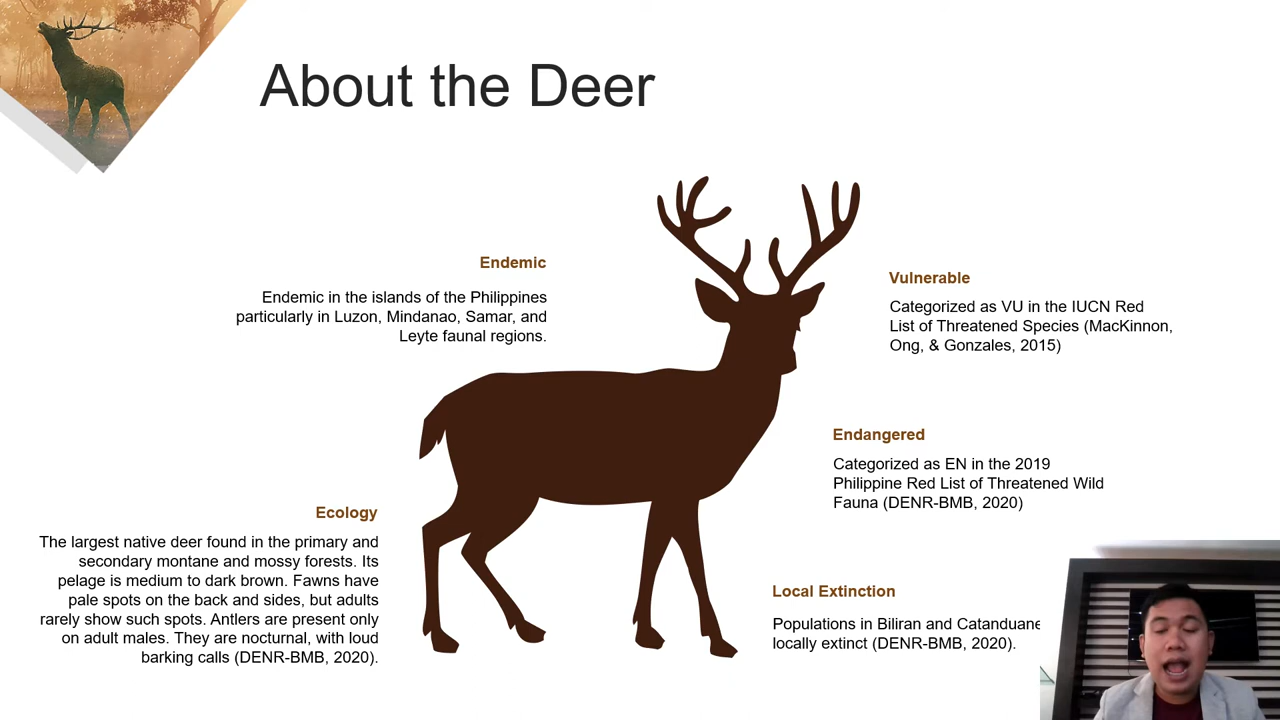 About the Deer
Endemic
Endemic in the islands of the Philippines
particularly in Luzon, Mindanao, Samar, and
Leyte faunal regions.
Vulnerable
Categorized as VU in the IUCN Red
List of Threatened Species (MacKinnon,
Ong, & Gonzales, 2015)
Endangered
Categorized as EN in the 2019
Philippine Red List of Threatened Wild
Fauna (DENR-BMB, 2020)
Ecology
The largest native deer found in the primary and
secondary montane and mossy forests. Its
pelage is medium to dark brown. Fawns have
pale spots on the back and sides, but adults
rarely show such spots. Antlers are present only
on adult males. They are nocturnal, with loud
barking calls (DENR-BMB, 2020).
Local Extinction
Populations in Biliran and Catanduane
locally extinct (DENR-BMB, 2020).